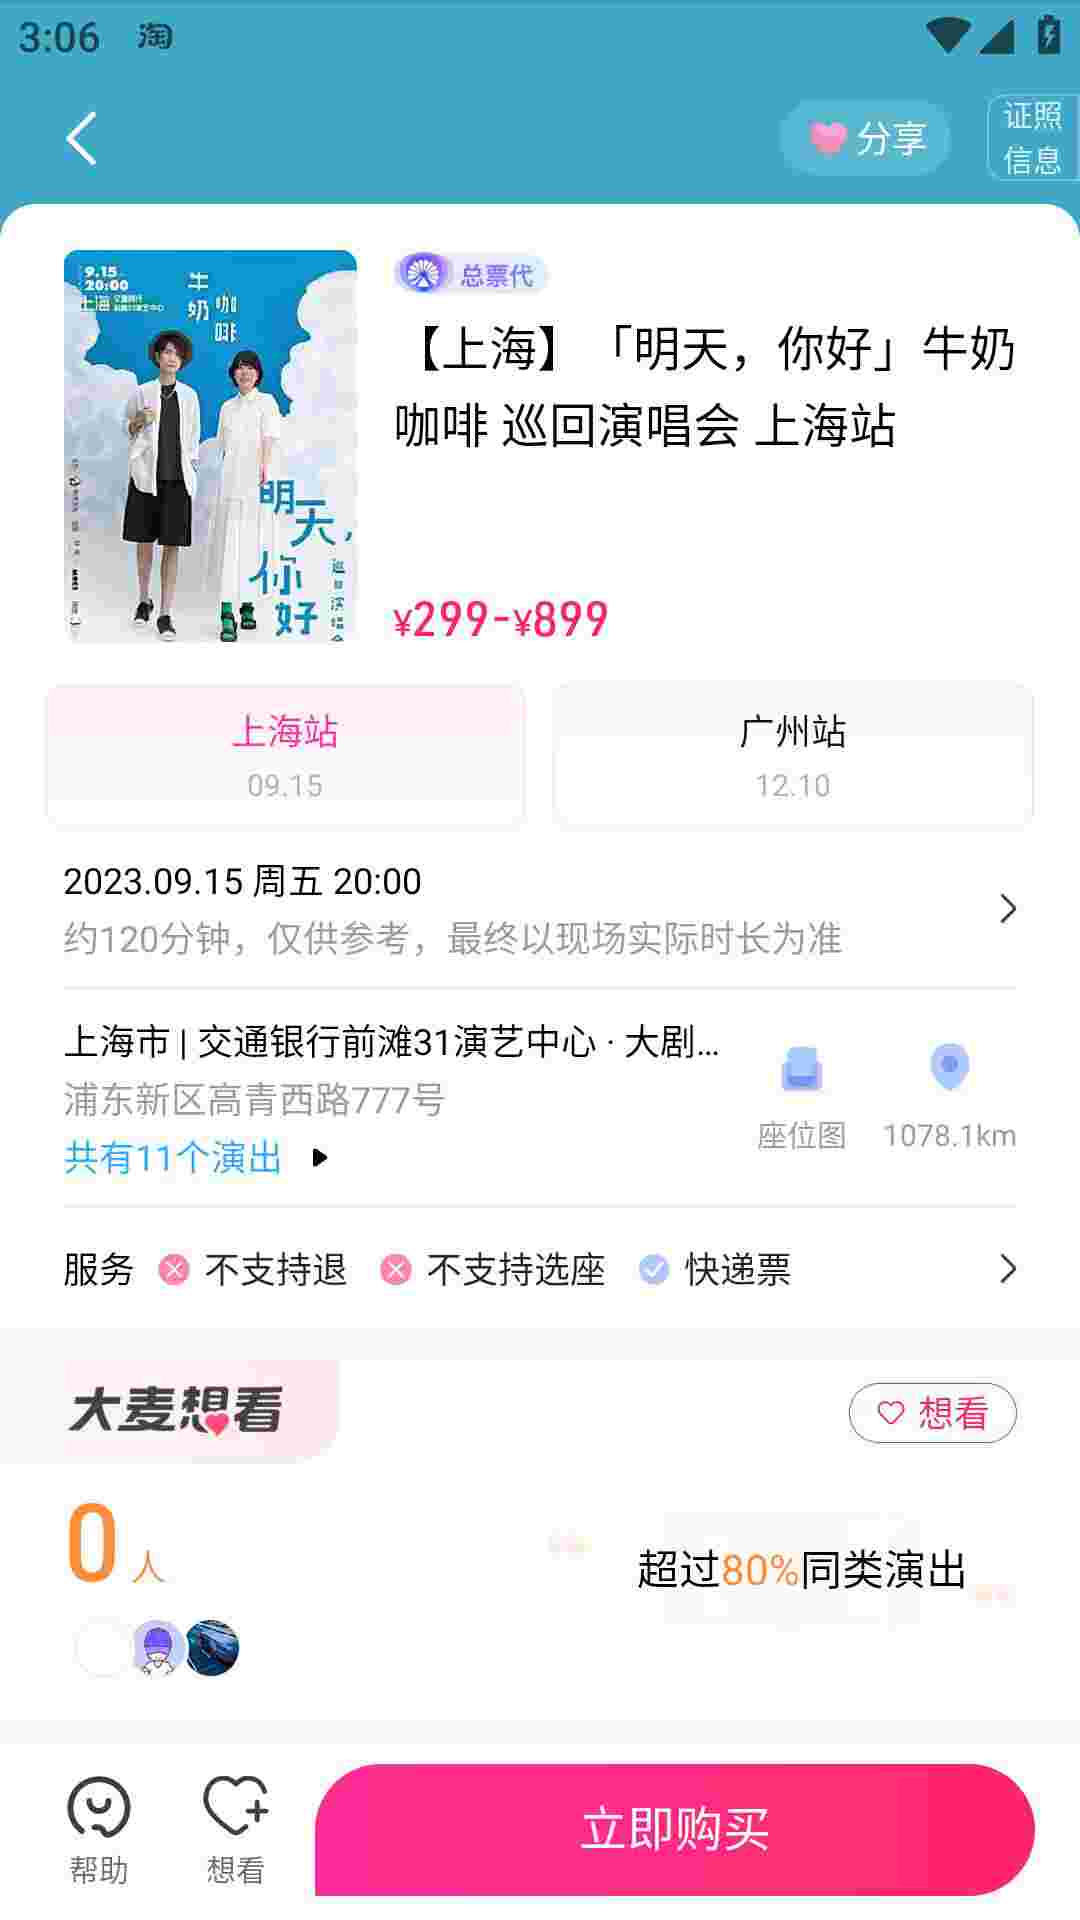 3:06 淘
分享
证照
信息
9.15
20:00
上海
牛奶
咖啡
明天，
你好
总票代
【上海】「明天，你好」牛奶
咖啡 巡回演唱会 上海站
¥299-¥899
上海站
09.15
广州站
12.10
2023.09.15 周五 20:00
约120分钟，仅供参考，最终以现场实际时长为准
上海市 | 交通银行前滩31演艺中心 · 大剧...
浦东新区高青西路777号
共有11个演出
座位图
1078.1km
服务 不支持退 不支持选座 快递票
大麦想看
想看
0人
超过80%同类演出
帮助
想看
立即购买